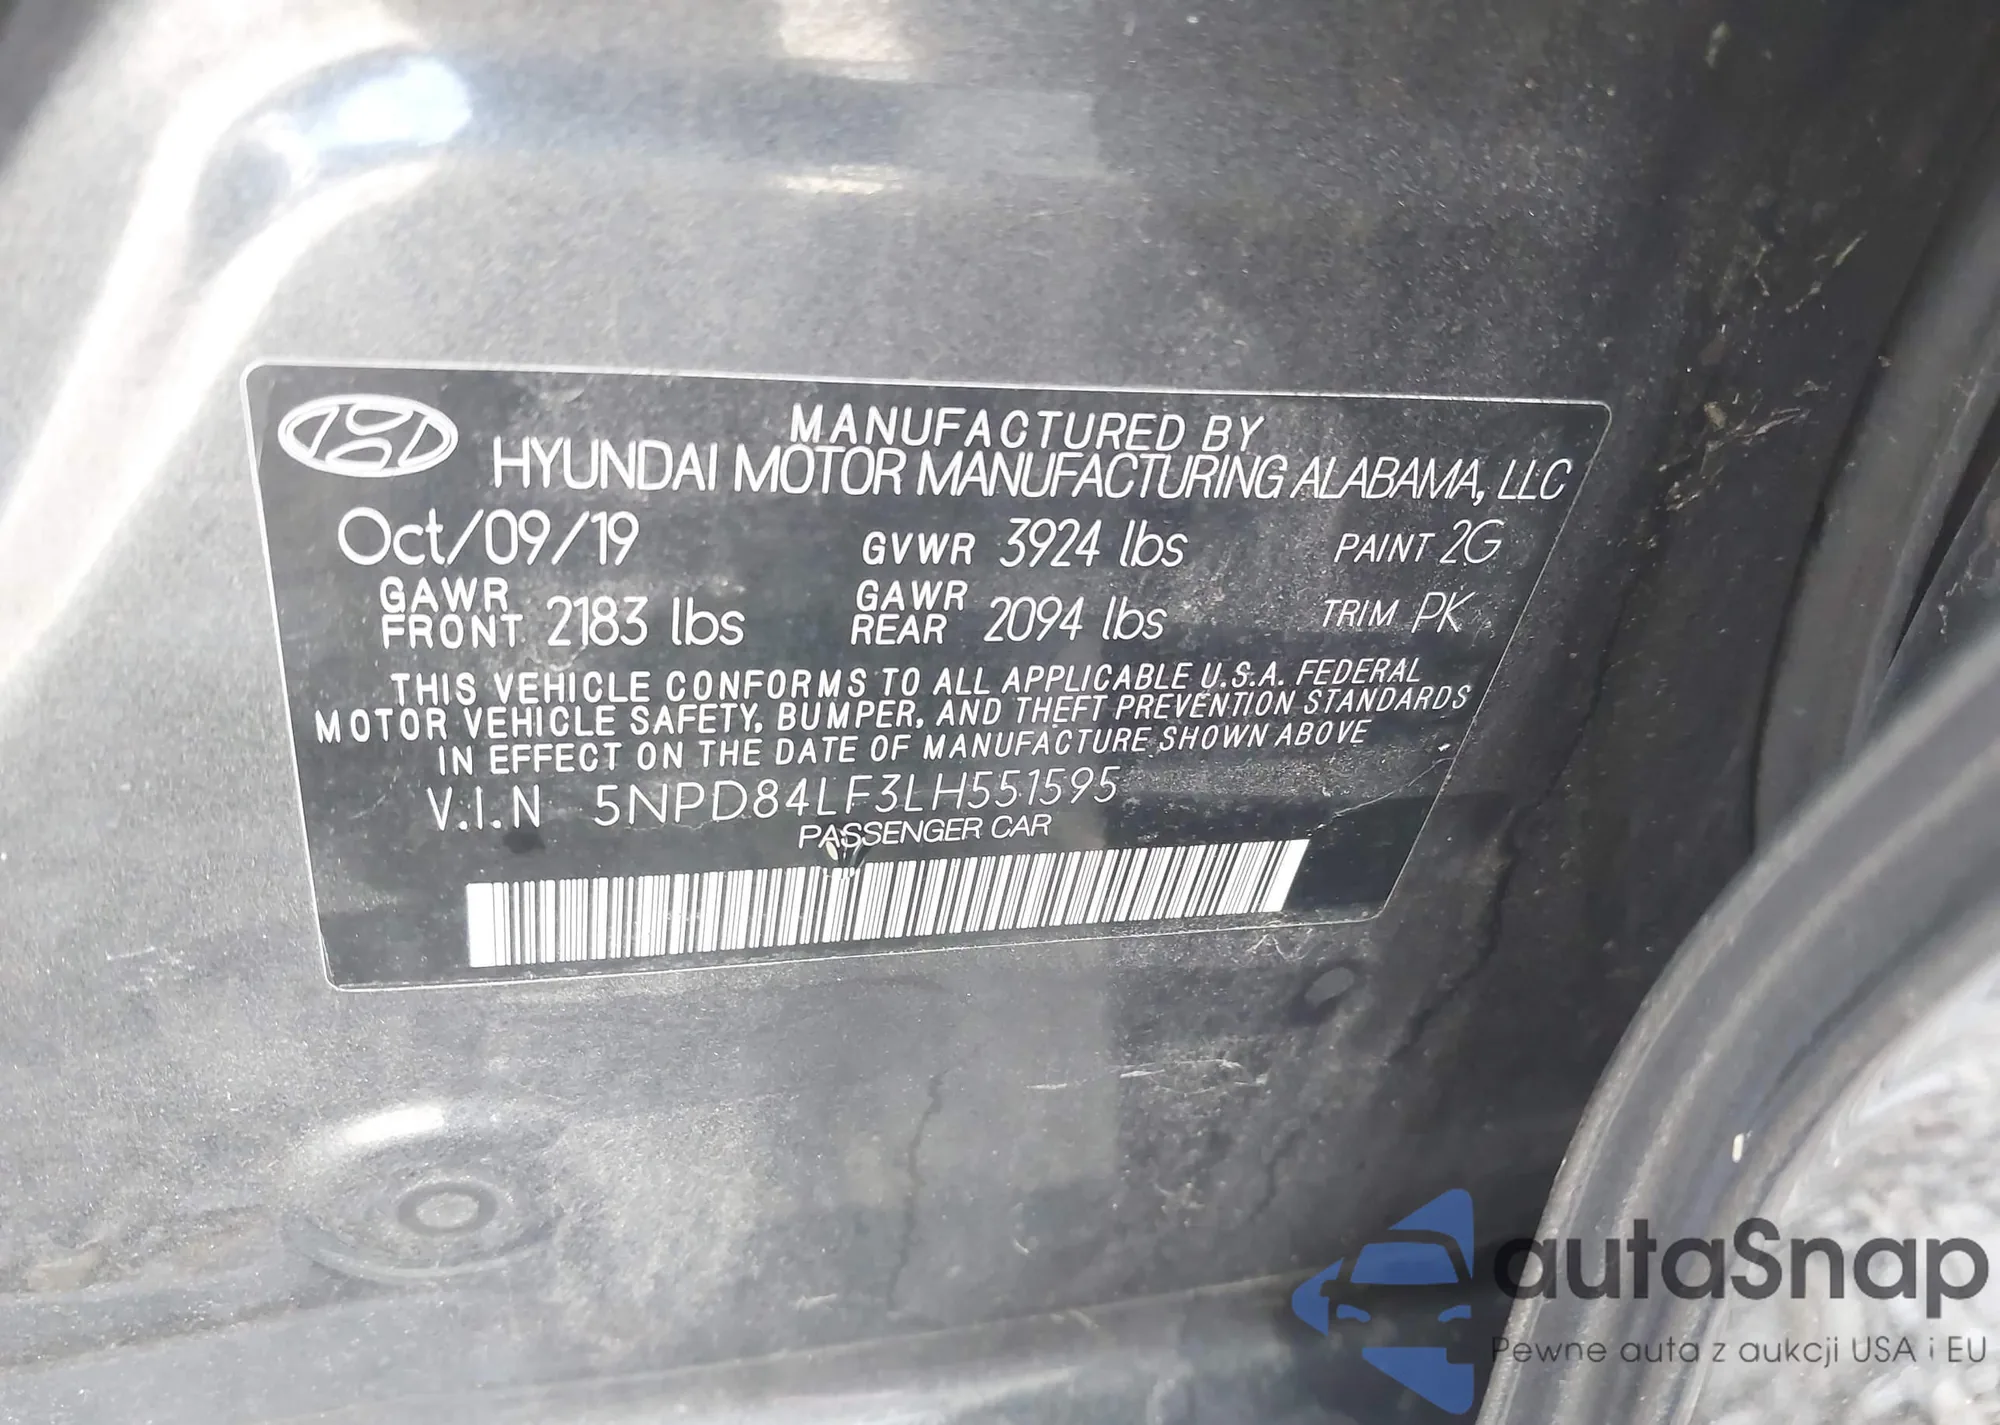 MANUFACTURED BY
HYUNDAI MOTOR MANUFACTURING ALABAMA, LLC
Oct/09/19 GVWR 3924 lbs PAINT 2G
GAWR FRONT 2183 lbs GAWR REAR 2094 lbs TRIM PK
THIS VEHICLE CONFORMS TO ALL APPLICABLE U.S.A. FEDERAL
MOTOR VEHICLE SAFETY, BUMPER, AND THEFT PREVENTION STANDARDS
IN EFFECT ON THE DATE OF MANUFACTURE SHOWN ABOVE
V.I.N 5NPD84LF3LH551595
PASSENGER CAR
autaSnap
Pewne auta z aukcji USA i EU